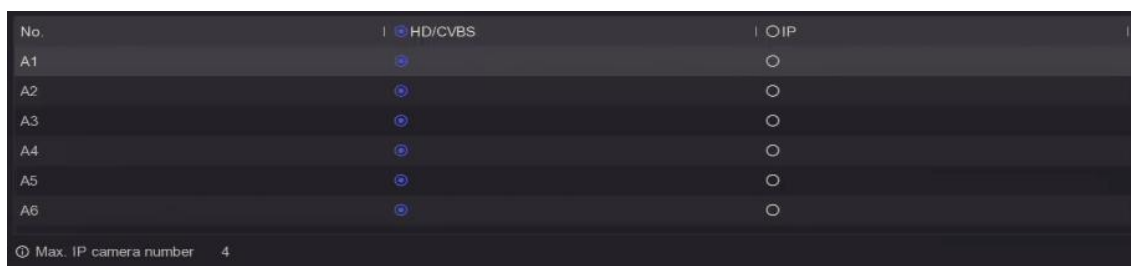 No. HD/CVBS IP
A1
A2
A3
A4
A5
A6
Max. IP camera number 4